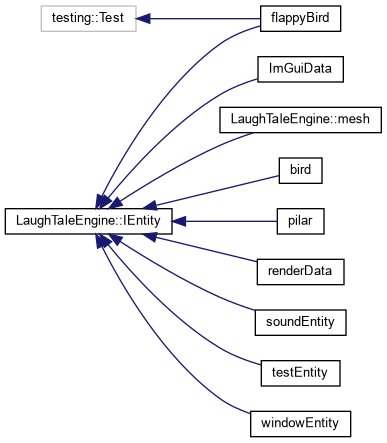 testing::Test
flappyBird
ImGuiData
LaughTaleEngine::mesh
bird
LaughTaleEngine::IEntity
pilar
renderData
soundEntity
testEntity
windowEntity